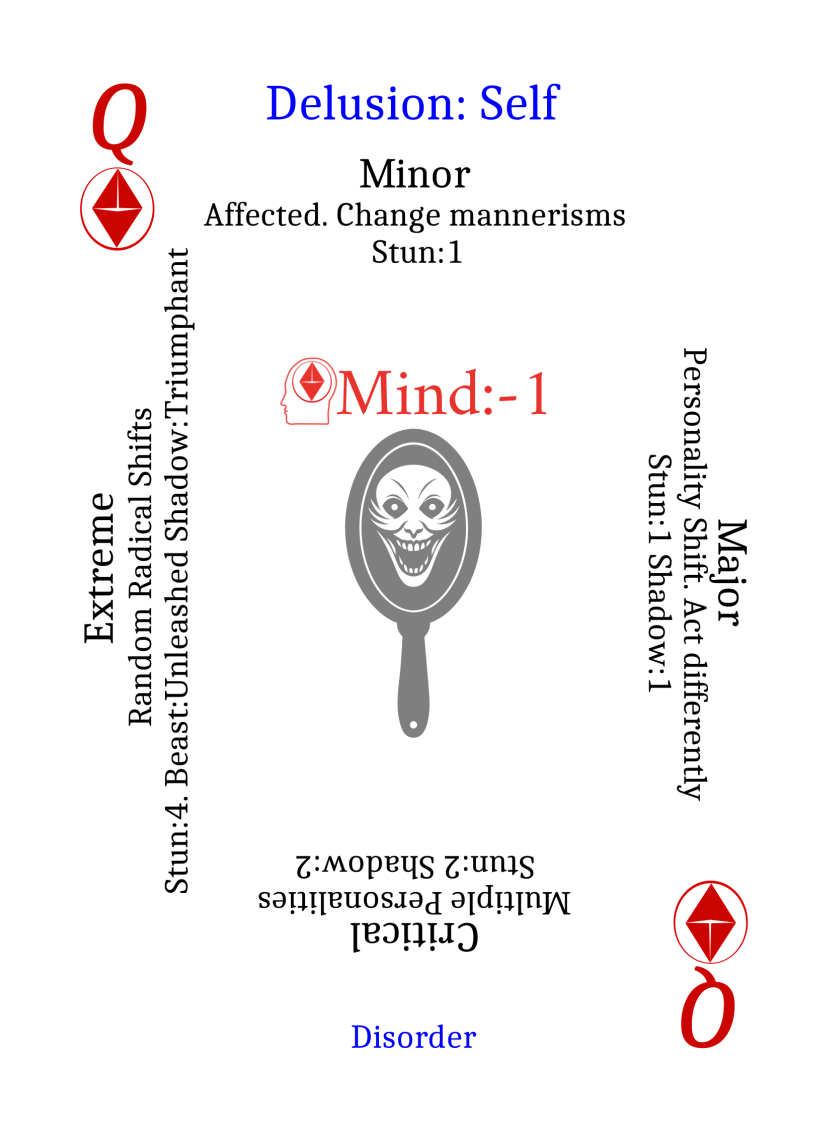 Q
Delusion: Self
Minor
Affected. Change mannerisms
Stun:1
Mind:-1
Major
Personality Shift. Act differently
Stun:1 Shadow:1
Critical
Multiple Personalities
Stun:2 Shadow:2
Extreme
Random Radical Shifts
Stun:4. Beast:Unleashed Shadow:Triumphant
Disorder
Q